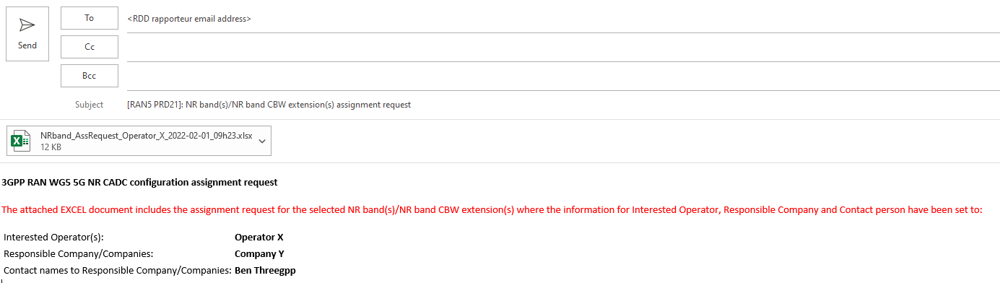 Send
To
<RDD rapporteur email address>
Cc
Bcc
Subject
[RAN5 PRD21]: NR band(s)/NR band CBW extension(s) assignment request
NRband_AssRequest_Operator_X_2022-02-01_09h23.xlsx
12 KB
3GPP RAN WG5 5G NR CADC configuration assignment request
The attached EXCEL document includes the assignment request for the selected NR band(s)/NR band CBW extension(s) where the information for Interested Operator, Responsible Company and Contact person have been set to:
Interested Operator(s): Operator X
Responsible Company/Companies: Company Y
Contact names to Responsible Company/Companies: Ben Threegpp